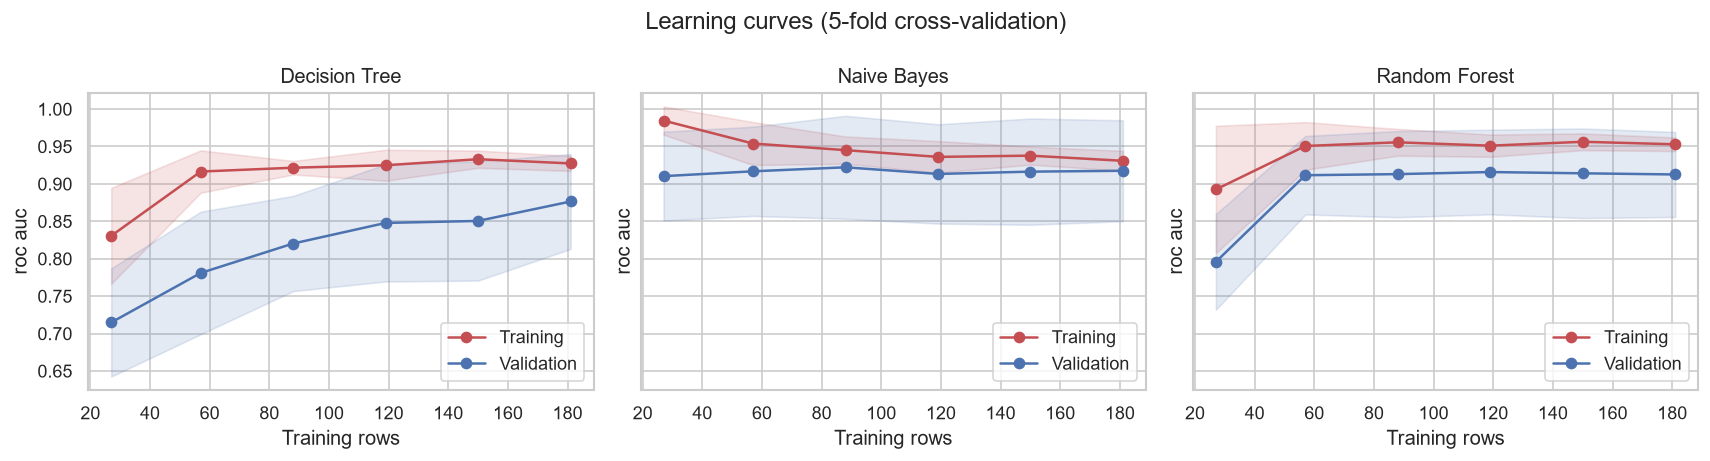 Learning curves (5-fold cross-validation)
Decision Tree
Naive Bayes
Random Forest
roc auc
1.00
0.95
0.90
0.85
0.80
0.75
0.70
0.65
Training
Validation
20 40 60 80 100 120 140 160 180
Training rows
roc auc
Training
Validation
20 40 60 80 100 120 140 160 180
Training rows
roc auc
Training
Validation
20 40 60 80 100 120 140 160 180
Training rows